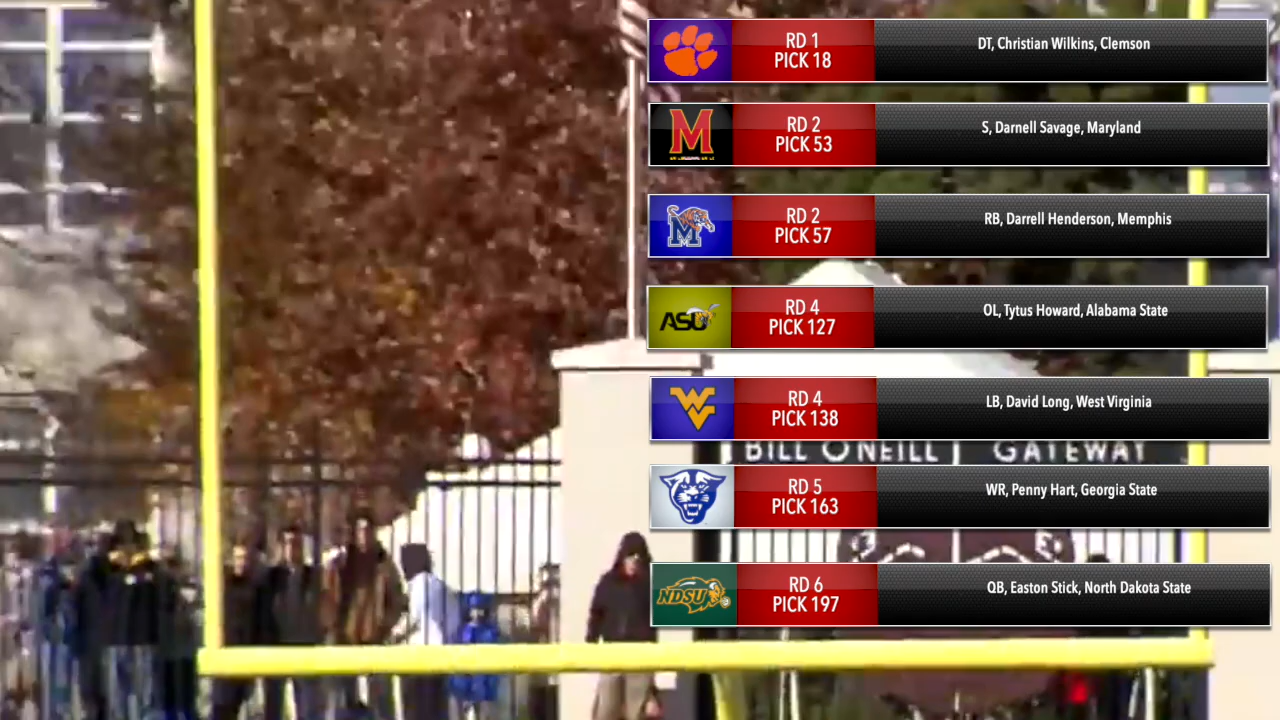 RD 1
PICK 18
DT, Christian Wilkins, Clemson
M
RD 2
PICK 53
S, Darnell Savage, Maryland
M
RD 2
PICK 57
RB, Darrell Henderson, Memphis
ASU
RD 4
PICK 127
OL, Tytus Howard, Alabama State
WV
RD 4
PICK 138
LB, David Long, West Virginia
BILL ONEILL GATEWAY
RD 5
PICK 163
WR, Penny Hart, Georgia State
NDSU
RD 6
PICK 197
QB, Easton Stick, North Dakota State